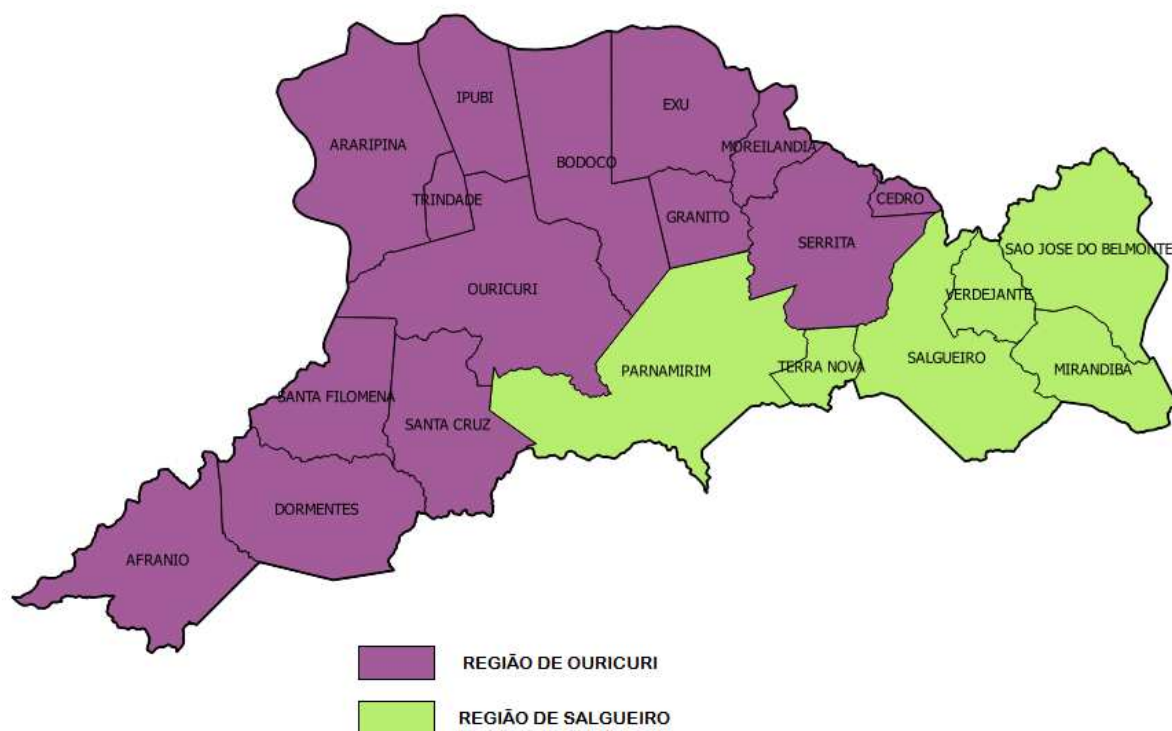 IPUBI
EXU
ARARIPINA
MOREILANDIA
BODOCO
TRINDADE
GRANITO
CEDRO
SERRITA
SAO JOSE DO BELMONTE
OURICURI
VERDEJANTE
SALGUEIRO
PARNAMIRIM
TERRA NOVA
MIRANDIBA
SANTA FILOMENA
SANTA CRUZ
DORMENTES
AFRANIO
REGIÃO DE OURICURI
REGIÃO DE SALGUEIRO